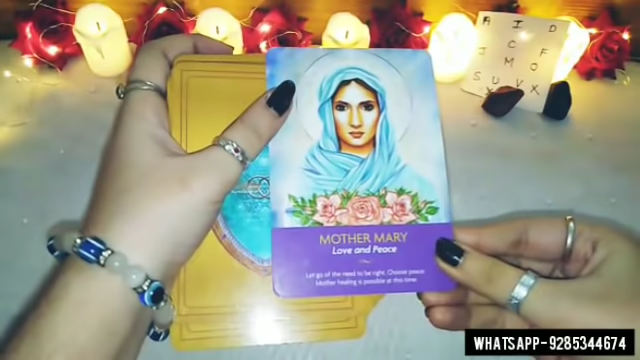 A I D
J C F
M O
S U V X
MOTHER MARY
Love and Peace
Let go of the need to be right. Choose peace.
Mother healing is possible at this time.
WHATSAPP-9285344674